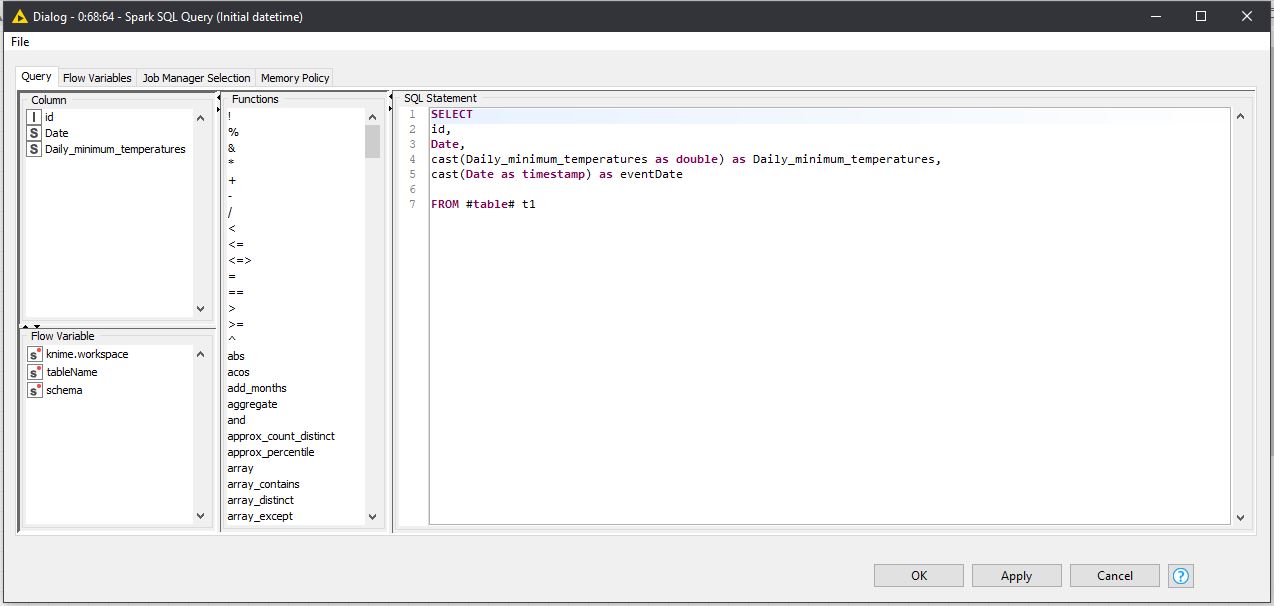 Dialog - 0:68:64 - Spark SQL Query (Initial datetime)
File
Query Flow Variables Job Manager Selection Memory Policy
Column
I id
S Date
S Daily_minimum_temperatures
Flow Variable
s knime.workspace
s tableName
s schema
Functions
!
%
&
*
+
-
/
<
<=
<=>
=
==
>
>=
^
abs
acos
add_months
aggregate
and
approx_count_distinct
approx_percentile
array
array_contains
array_distinct
array_except
SQL Statement
1 SELECT
2 id,
3 Date,
4 cast(Daily_minimum_temperatures as double) as Daily_minimum_temperatures,
5 cast(Date as timestamp) as eventDate
6
7 FROM #table# t1
OK Apply Cancel ?